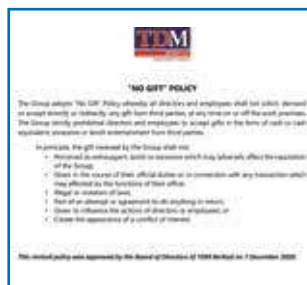 TDM
"NO GIFT" POLICY
The Group adopts "No Gift" Policy whereby all directors and employees shall not solicit, demand
or accept directly or indirectly, any gift from third parties, at any time on or off the work premises.
The Group strictly prohibited directors and employees to accept gifts in the form of cash or cash
equivalent, excessive or lavish entertainment from third parties.
In principle, the gift received by the Group shall not:
• Perceived as extravagant, lavish or excessive which may adversely affect the reputation
of the Group;
• Given in the course of their official duties or in connection with any transaction which
may affected by the functions of their office;
• Illegal or violation of laws;
• Part of an attempt or agreement to do anything in return;
• Given to influence the actions of directors or employees; or
• Create the appearance of a conflict of interest.
This revised policy was approved by the Board of Directors of TDM Berhad on 7 December 2020.